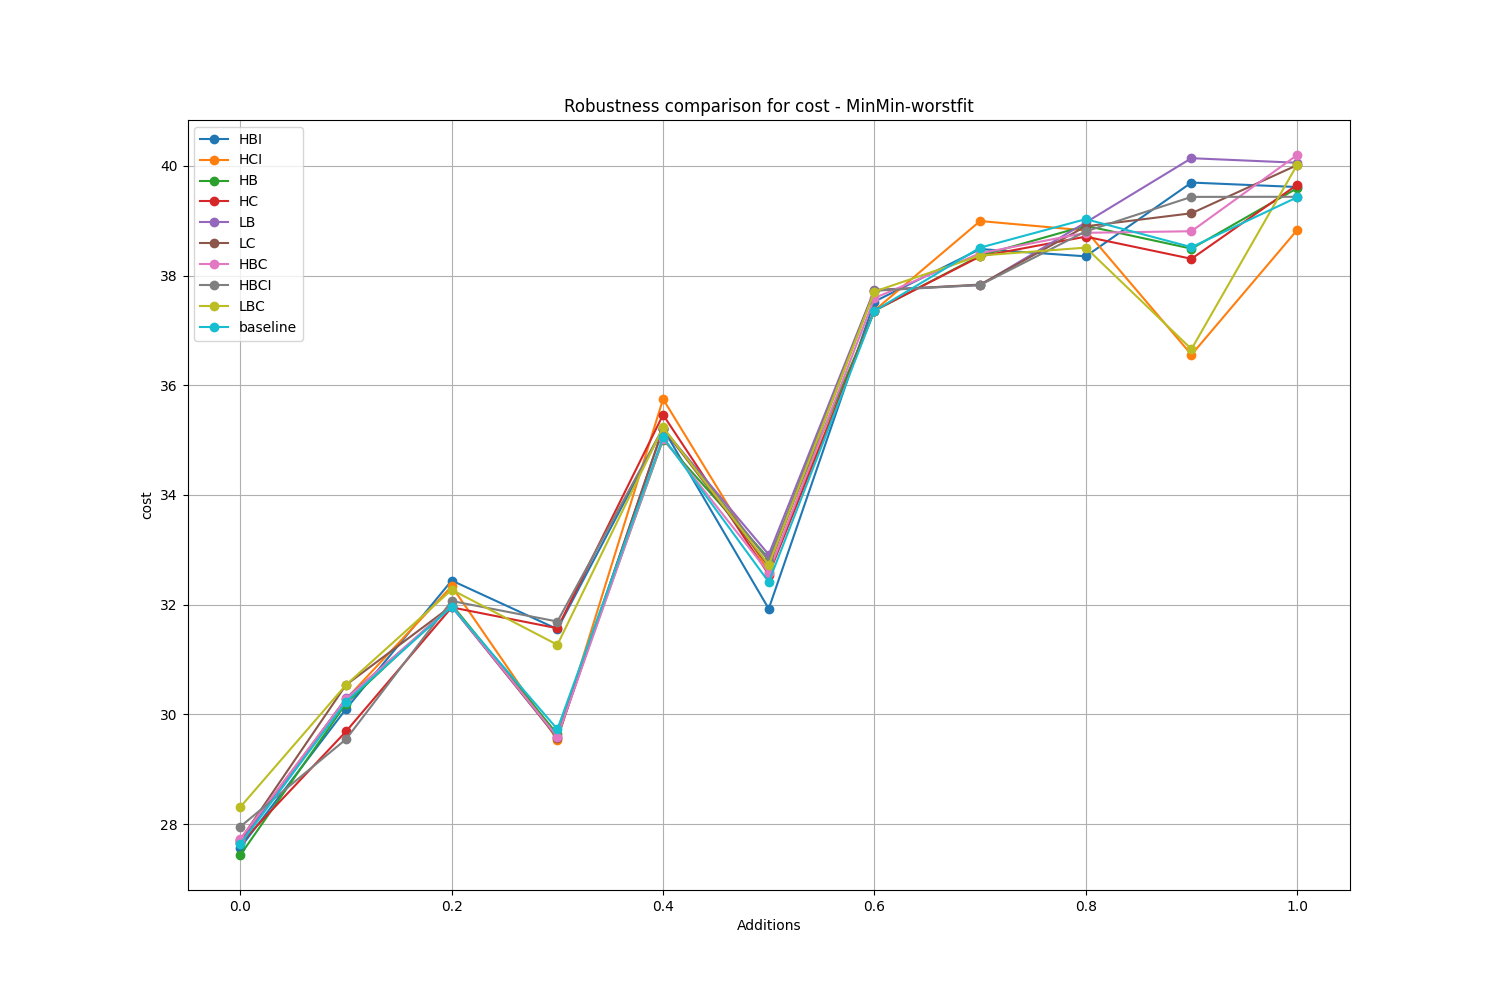 Robustness comparison for cost - MinMin-worstfit
HBI
HCI
HB
HC
LB
LC
HBC
HBCI
LBC
baseline
40
38
36
34
32
30
28
cost
0.0 0.2 0.4 0.6 0.8 1.0
Additions